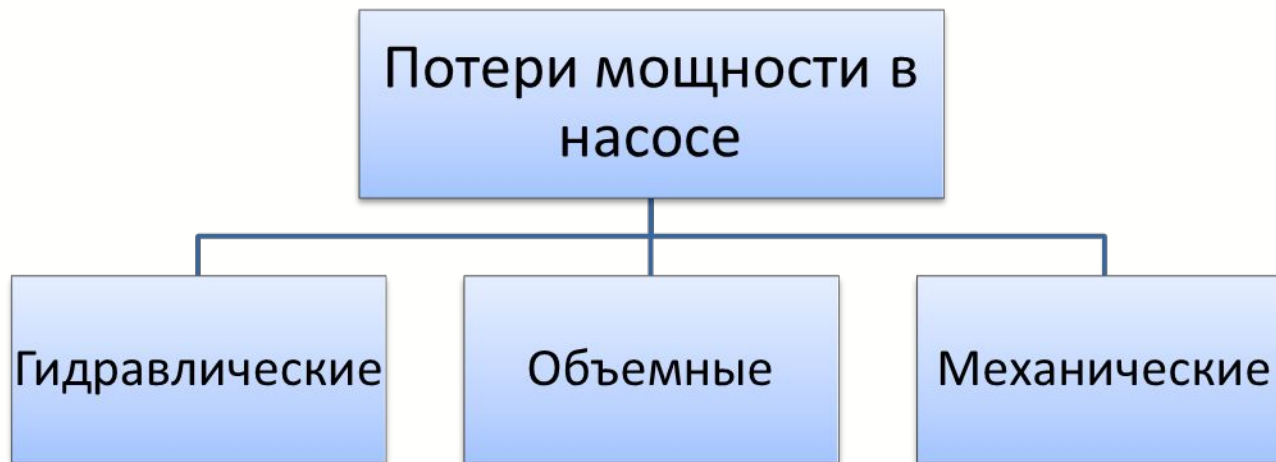 Потери мощности в
насосе
Гидравлические
Объемные
Механические